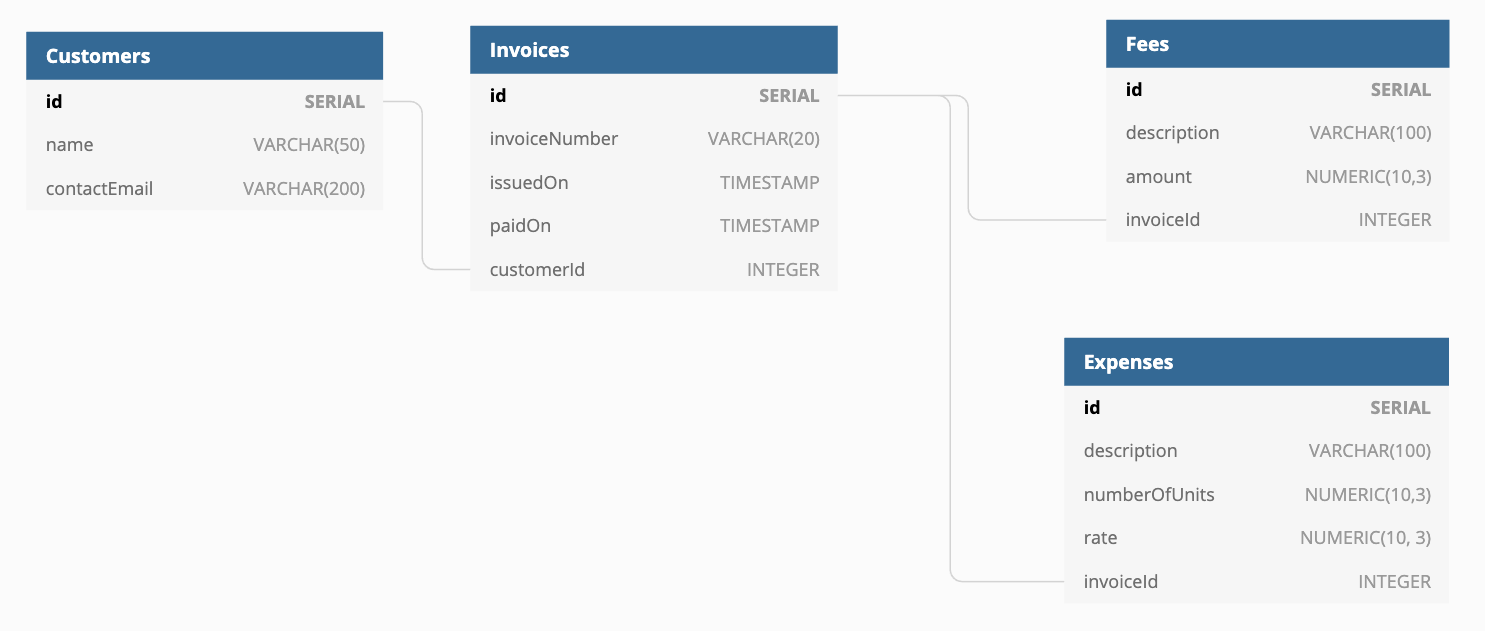 Customers
id SERIAL
name VARCHAR(50)
contactEmail VARCHAR(200)
Invoices
id SERIAL
invoiceNumber VARCHAR(20)
issuedOn TIMESTAMP
paidOn TIMESTAMP
customerId INTEGER
Fees
id SERIAL
description VARCHAR(100)
amount NUMERIC(10,3)
invoiceId INTEGER
Expenses
id SERIAL
description VARCHAR(100)
numberOfUnits NUMERIC(10,3)
rate NUMERIC(10, 3)
invoiceId INTEGER